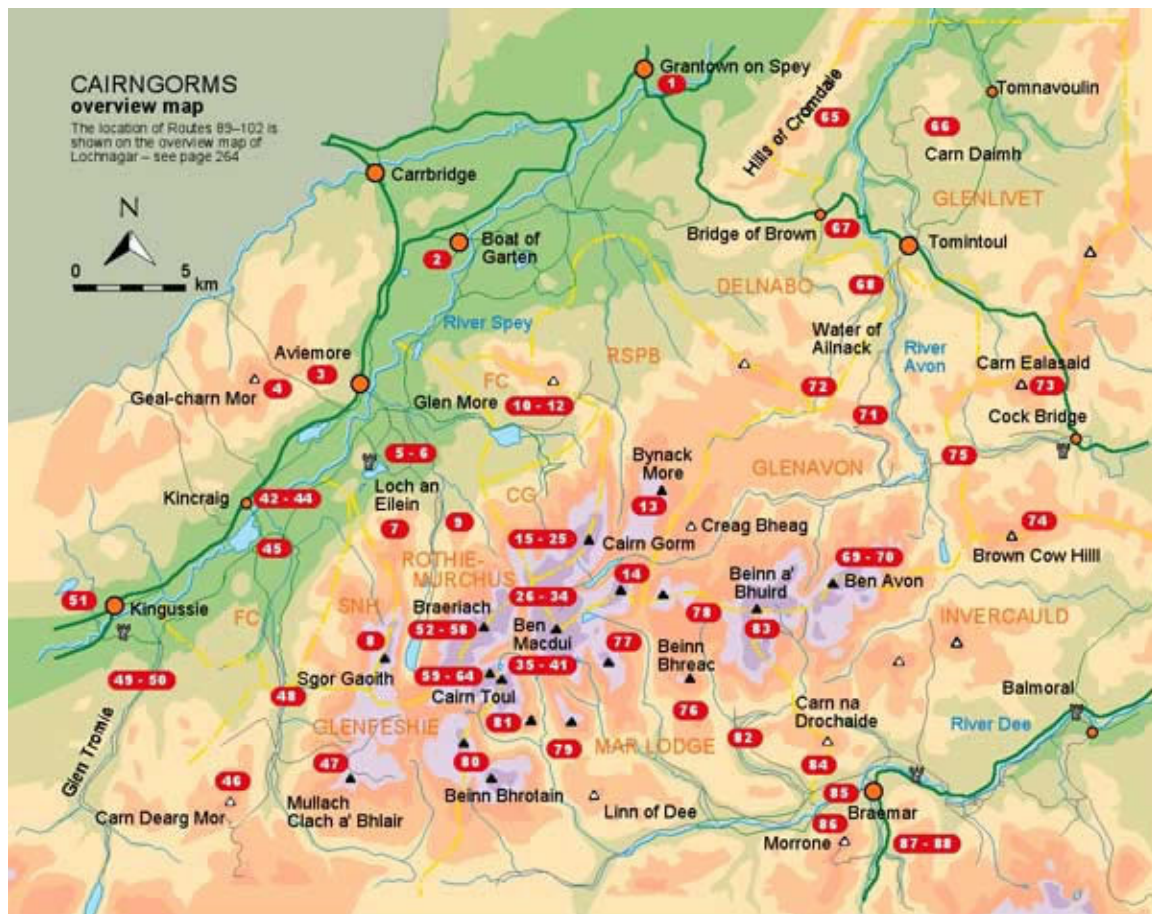 CAIRNGORMS
overview map
The location of Routes 89–102 is
shown on the overview map of
Lochnagar – see page 264
N
0 5
km
Grantown on Spey
1
Tomnavoulin
Hills of Cromdale
65
66
Carn Daimh
Carrbridge
GLENLIVET
Bridge of Brown
67
Tomintoul
2
Boat of
Garten
DELNABO
68
River Spey
Water of
Ailnack
River
Avon
RSPB
Aviemore
3
Geal-charn Mor
4
FC
Glen More
10 - 12
72
71
Carn Ealasaid
73
Cock Bridge
5 - 6
Loch an
Eilein
Bynack
More
13
GLENAVON
75
Kincraig
42 - 44
7
9
CG
Creag Bheag
74
Brown Cow Hilll
45
15 - 25
Cairn Gorm
ROTHIE-
MURCHUS
14
69 - 70
Beinn a'
Bhuird
Ben Avon
51
Kingussie
FC
SNH
Braeriach
26 - 34
52 - 58
Ben
Macdui
78
83
INVERCAULD
8
77
Beinn
Bhreac
49 - 50
Sgor Gaoith
59 - 64
35 - 41
Cairn Toul
Balmoral
48
76
Carn na
Drochaide
River Dee
GLENFESHIE
81
79
MAR LODGE
82
Glen Tromie
47
80
84
46
Mullach
Clach a' Bhlair
Beinn Bhrotain
85
Braemar
Carn Dearg Mor
Linn of Dee
86
Morrone
87 - 88